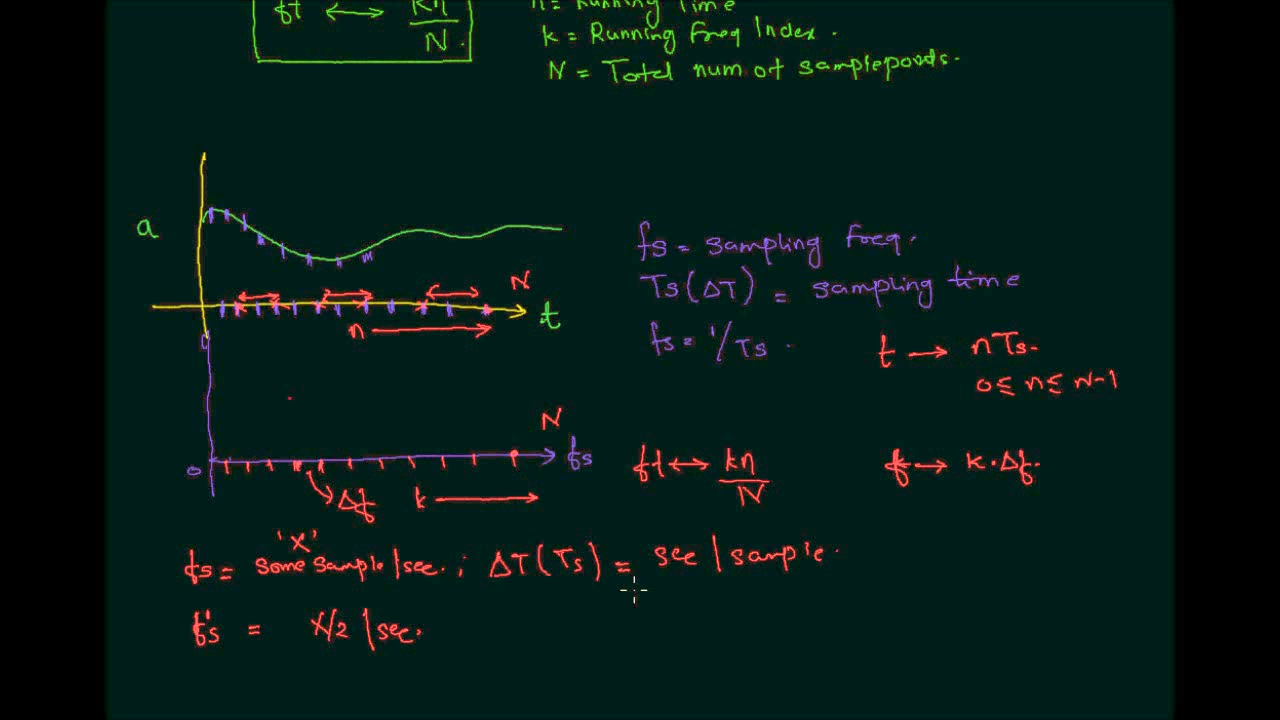 ft ↔ kn/N
n = Running Time
k = Running freq Index.
N = Total num of samplepoints.
a
N
t
n →
0
fs = sampling freq.
Ts(ΔT) = sampling time
fs = 1/Ts.
t → nTs.
0 ≤ n ≤ N-1
N
0
fs
Δf
k →
ft ↔ kn/N
f → k.Δf.
'X'
fs = some sample/sec. ; ΔT(Ts) = sec/sample.
f's = X/2 /sec.